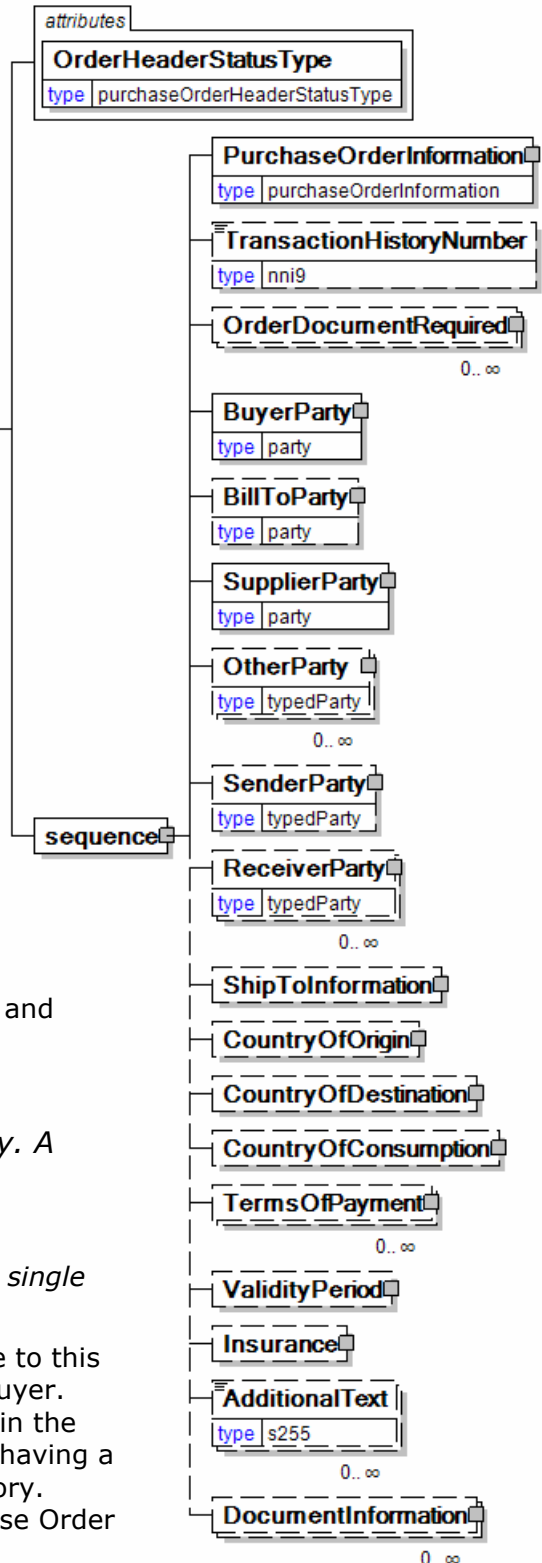 attributes
OrderHeaderStatusType
type purchaseOrderHeaderStatusType
PurchaseOrderInformation
type purchaseOrderInformation
TransactionHistoryNumber
type nni9
OrderDocumentRequired
0.. ∞
BuyerParty
type party
BillToParty
type party
SupplierParty
type party
OtherParty
type typedParty
0.. ∞
SenderParty
type typedParty
sequence
ReceiverParty
type typedParty
0.. ∞
ShipToInformation
and
CountryOfOrigin
CountryOfDestination
y. A
CountryOfConsumption
TermsOfPayment
0.. ∞
single
ValidityPeriod
Insurance
e to this
uyer.
AdditionalText
in the
type s255
having a
0.. ∞
ory.
se Order
DocumentInformation
0.. ∞